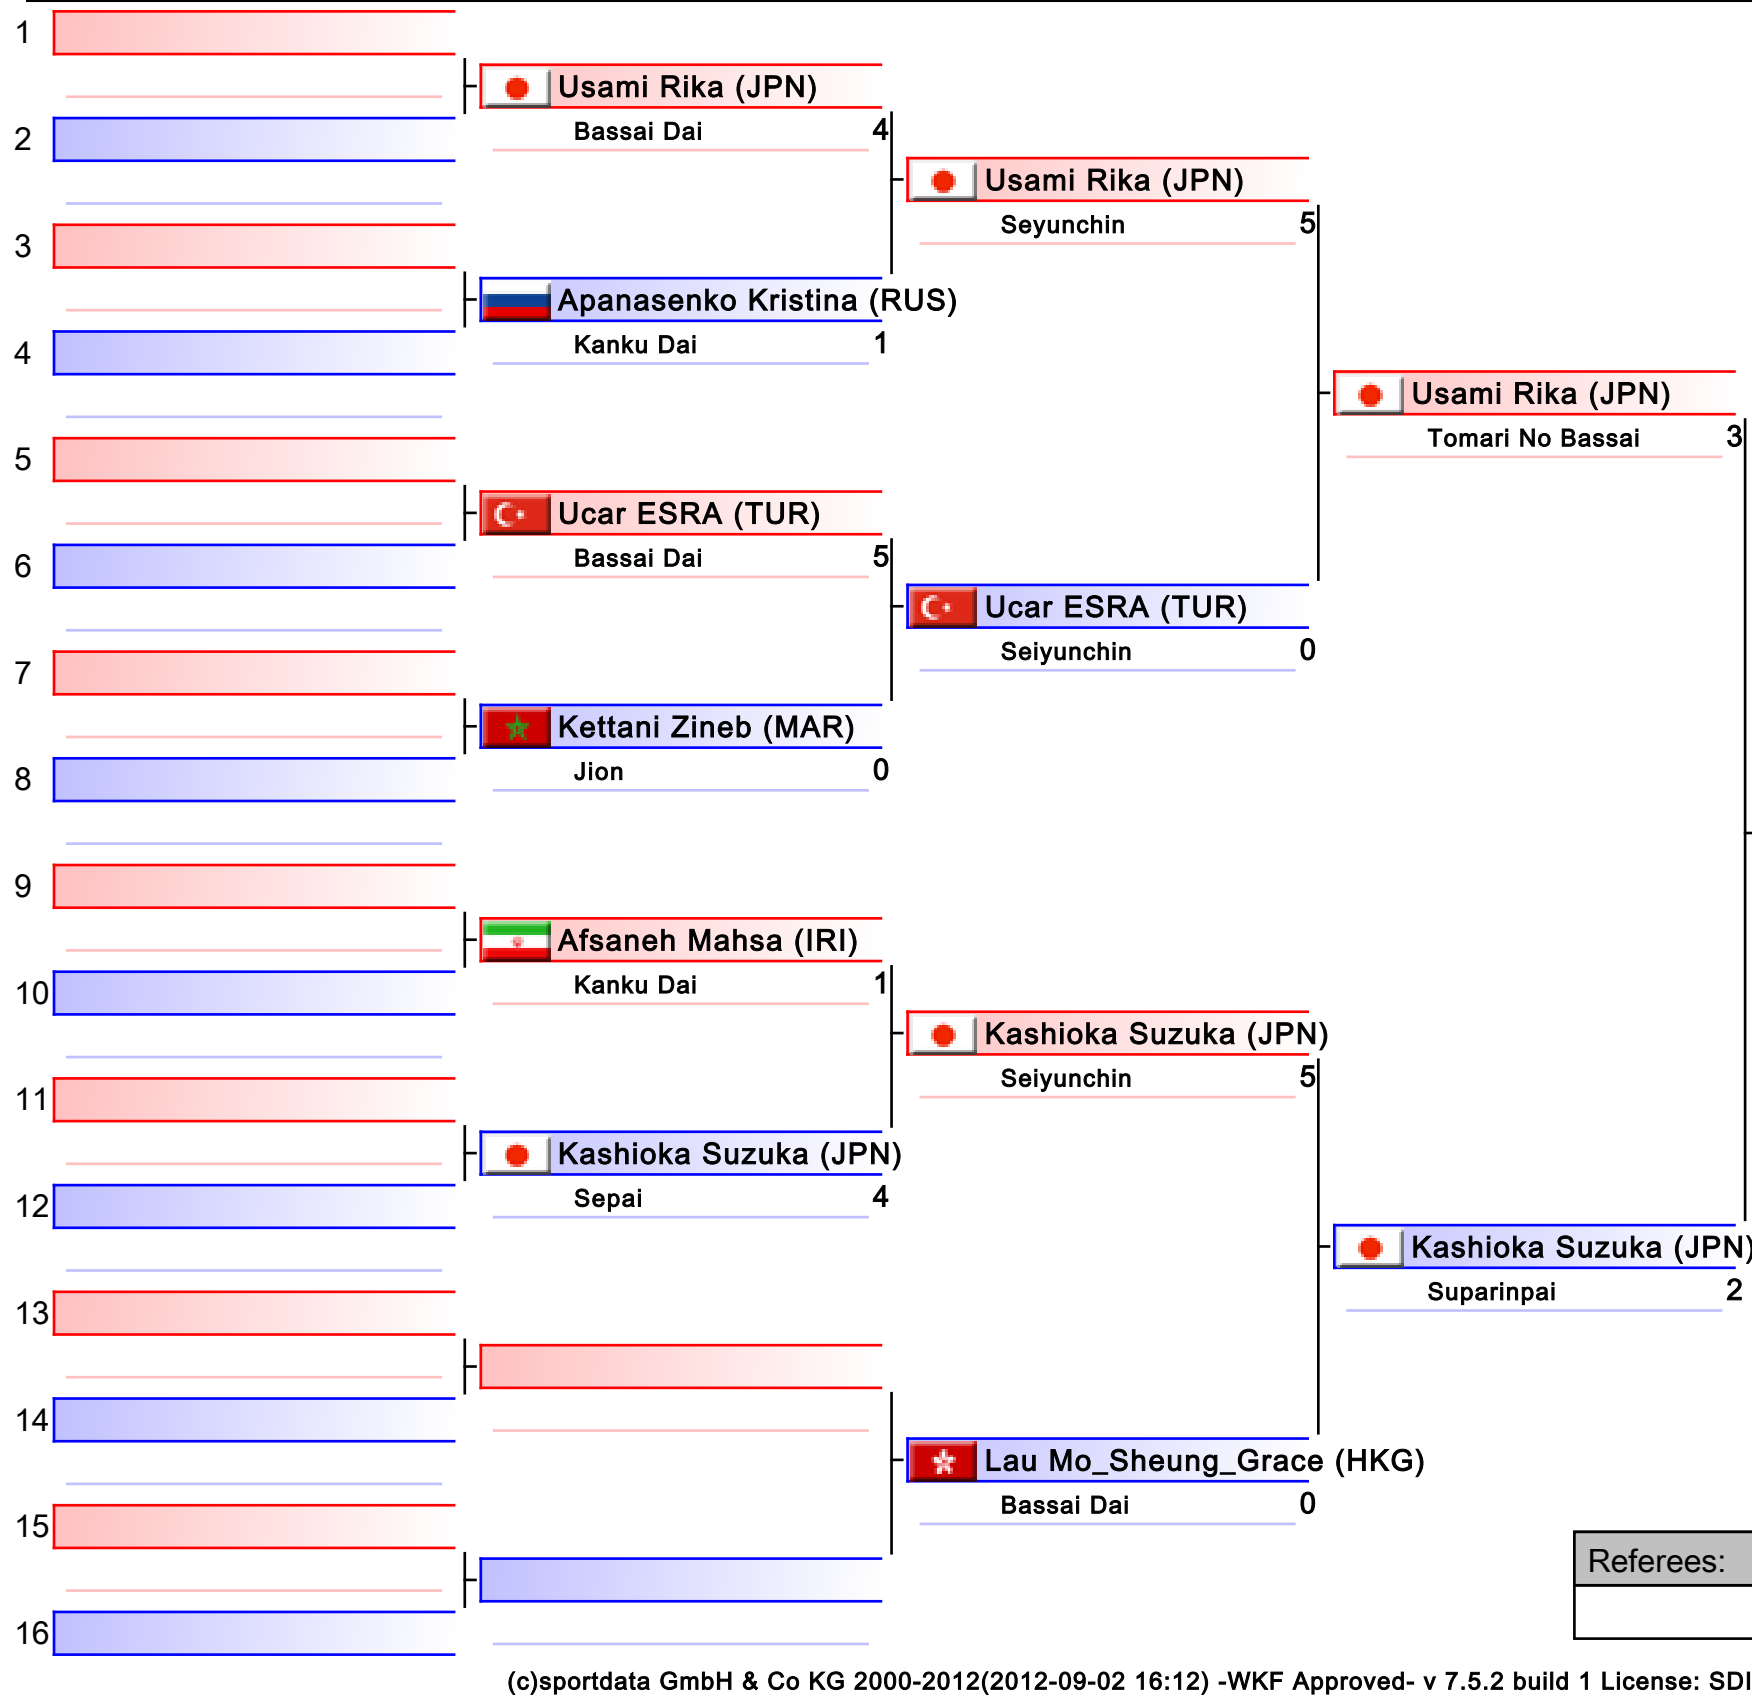 1
Usami Rika (JPN)
Bassai Dai 4
2
Usami Rika (JPN)
Seyunchin 5
3
Apanasenko Kristina (RUS)
Kanku Dai 1
4
Usami Rika (JPN)
Tomari No Bassai 3
5
Ucar ESRA (TUR)
Bassai Dai 5
6
Ucar ESRA (TUR)
Seiyunchin 0
7
Kettani Zineb (MAR)
Jion 0
8
9
Afsaneh Mahsa (IRI)
Kanku Dai 1
10
Kashioka Suzuka (JPN)
Seiyunchin 5
11
Kashioka Suzuka (JPN)
Sepai 4
12
Kashioka Suzuka (JPN)
Suparinpai 2
13
14
Lau Mo_Sheung_Grace (HKG)
Bassai Dai 0
15
Referees:
16
(c)sportdata GmbH & Co KG 2000-2012(2012-09-02 16:12) -WKF Approved- v 7.5.2 build 1 License: SDI